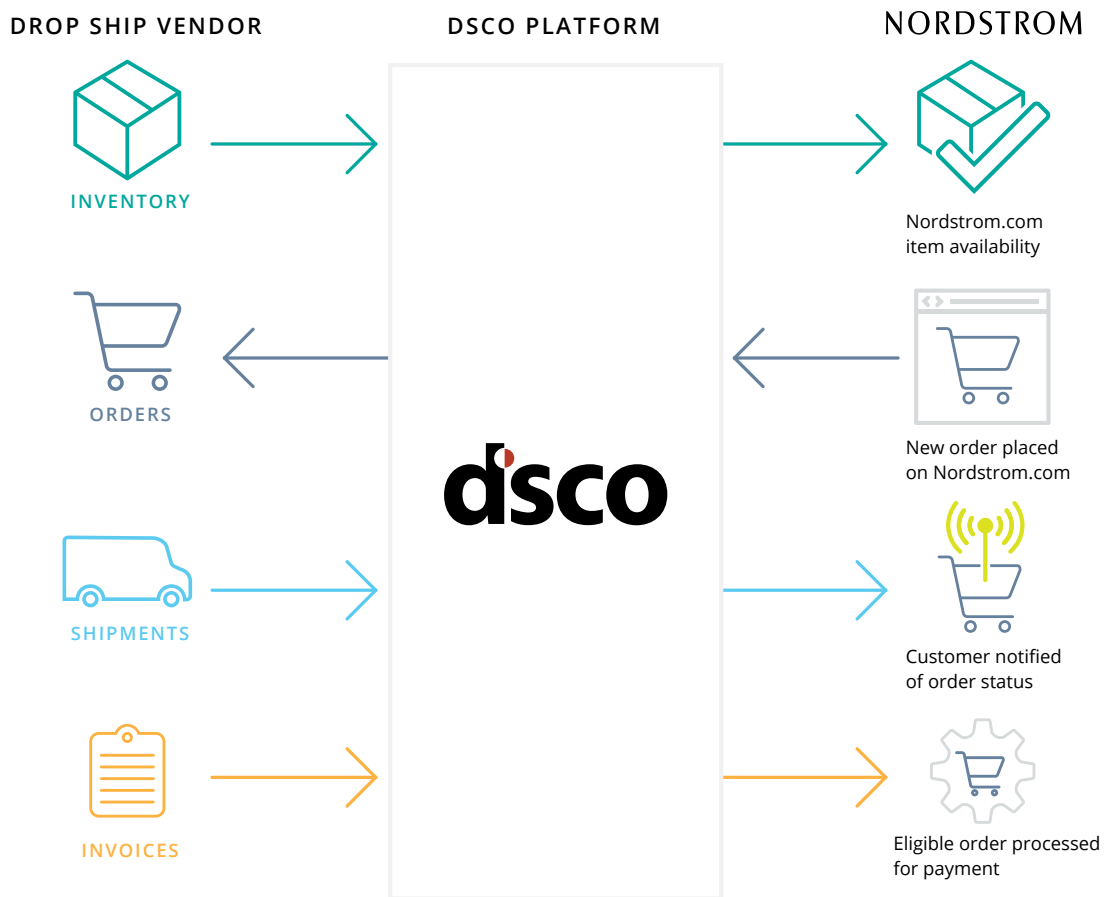 DROP SHIP VENDOR
DSCO PLATFORM
NORDSTROM
INVENTORY
Nordstrom.com
item availability
ORDERS
New order placed
on Nordstrom.com
dsco
SHIPMENTS
Customer notified
of order status
INVOICES
Eligible order processed
for payment